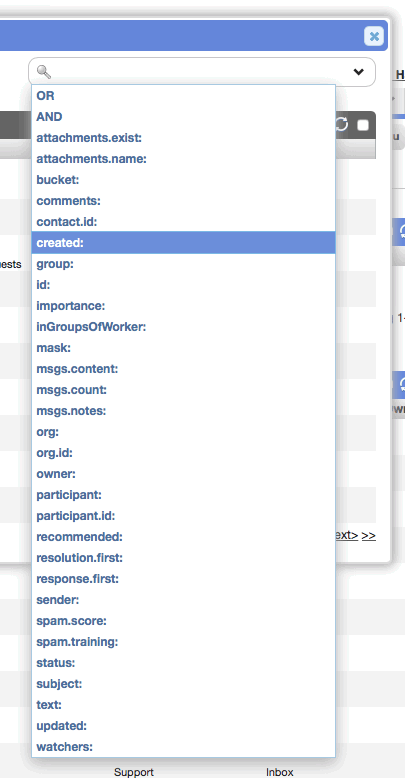 H
OR
AND
attachments.exist:
attachments.name:
bucket:
u
comments:
contact.id:
created:
group:
id:
importance:
inGroupsOfWorker:
mask:
msgs.content:
msgs.count:
msgs.notes:
org:
org.id:
owner:
participant:
participant.id:
recommended:
ext> >>
resolution.first:
response.first:
sender:
spam.score:
spam.training:
status:
subject:
text:
updated:
watchers:
Support Inbox